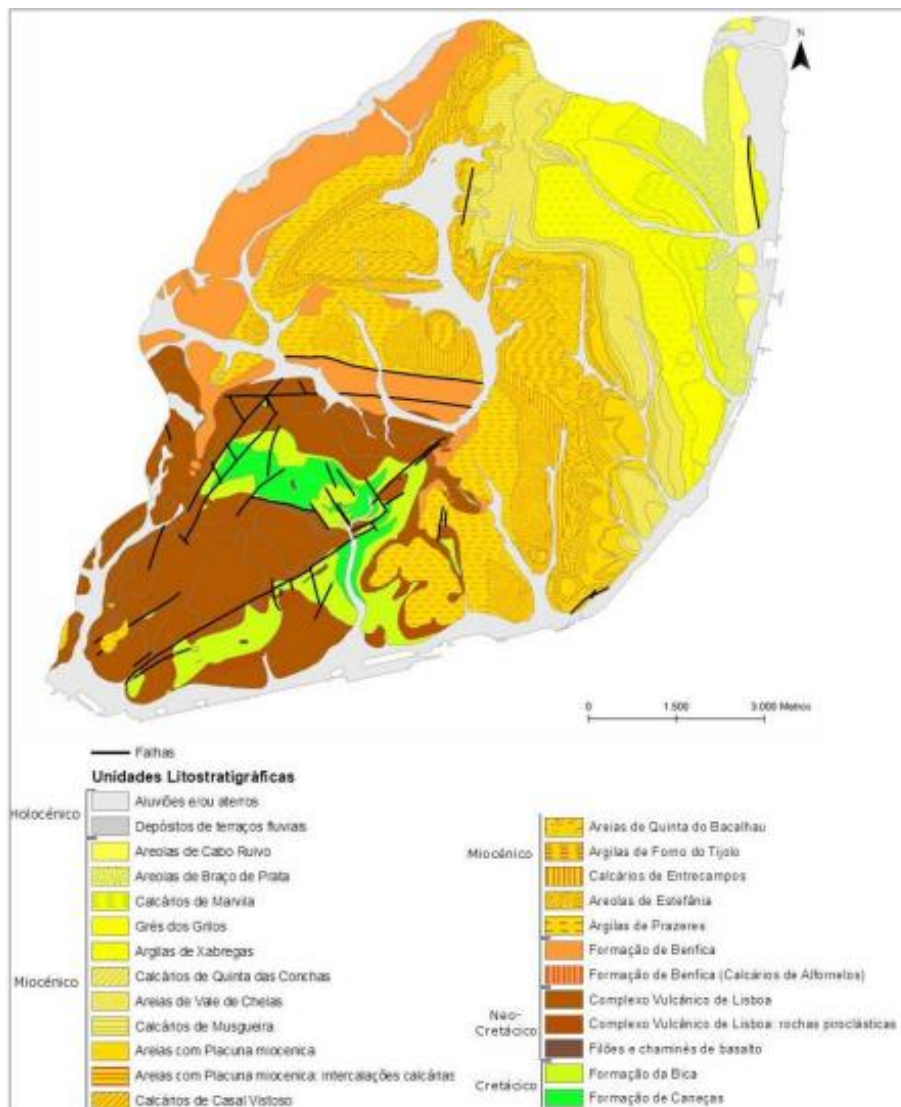 N
0 1.500 3.000 Metros
Falhas
Unidades Litostratigráficas
Holocénico
Aluviões e/ou aterros
Depósitos de terraços fluviais
Miocénico
Areolas de Cabo Ruivo
Areolas de Braço de Prata
Calcários de Marvila
Grés dos Grilos
Argilas de Xabregas
Calcários de Quinta das Conchas
Areias de Vale de Chelas
Calcários de Musgueira
Areias com Placuna miocenica
Areias com Placuna miocenica: intercalações calcárias
Calcários de Casal Vistoso
Miocénico
Areias de Quinta do Bacalhau
Argilas de Forno do Tijolo
Calcários de Entrecampos
Areolas de Estefânia
Argilas de Prazeres
Formação de Benfica
Formação de Benfica (Calcários de Alfornelos)
Neo-
Cretácico
Complexo Vulcânico de Lisboa
Complexo Vulcânico de Lisboa: rochas piroclásticas
Filões e chaminés de basalto
Cretácico
Formação da Bica
Formação de Caneças